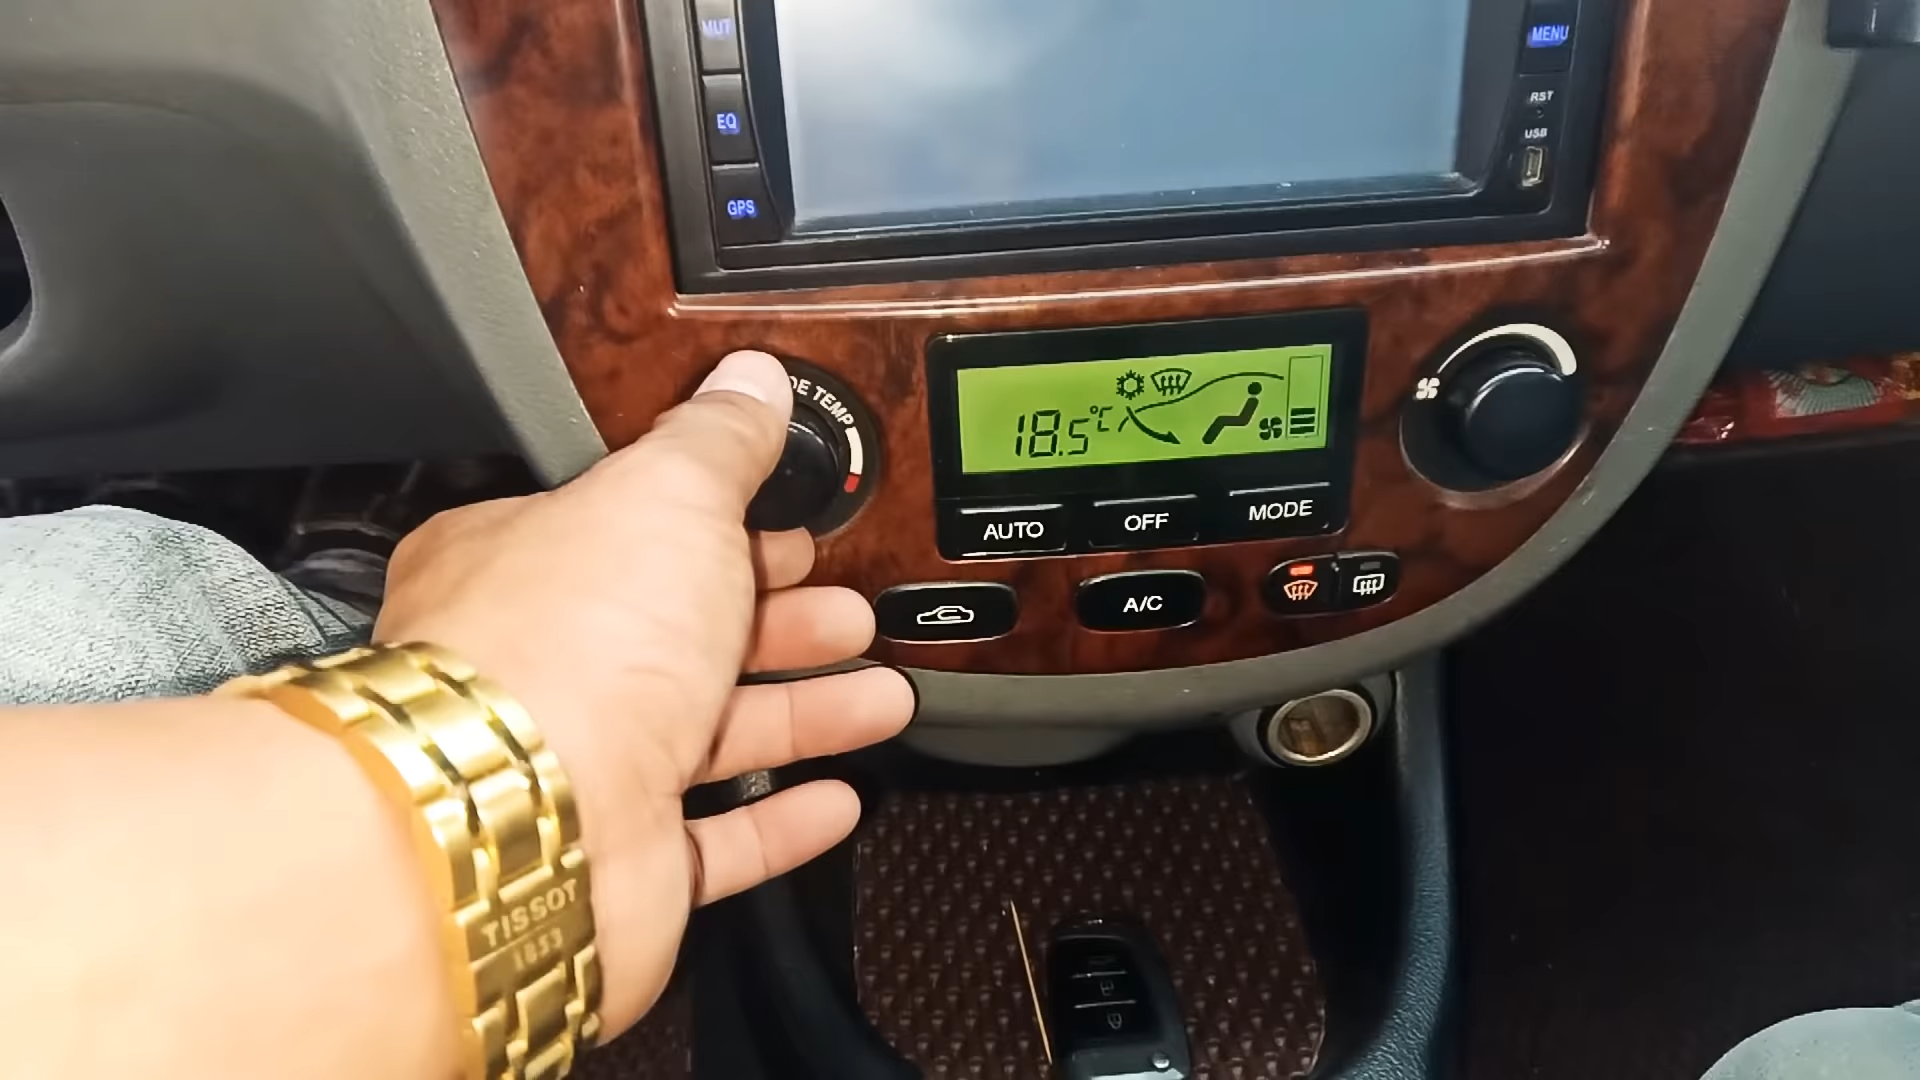 MUT
MENU
EQ
RST
USB
GPS
DE TEMP
18.5°C
AUTO
OFF
MODE
A/C
TISSOT
1853